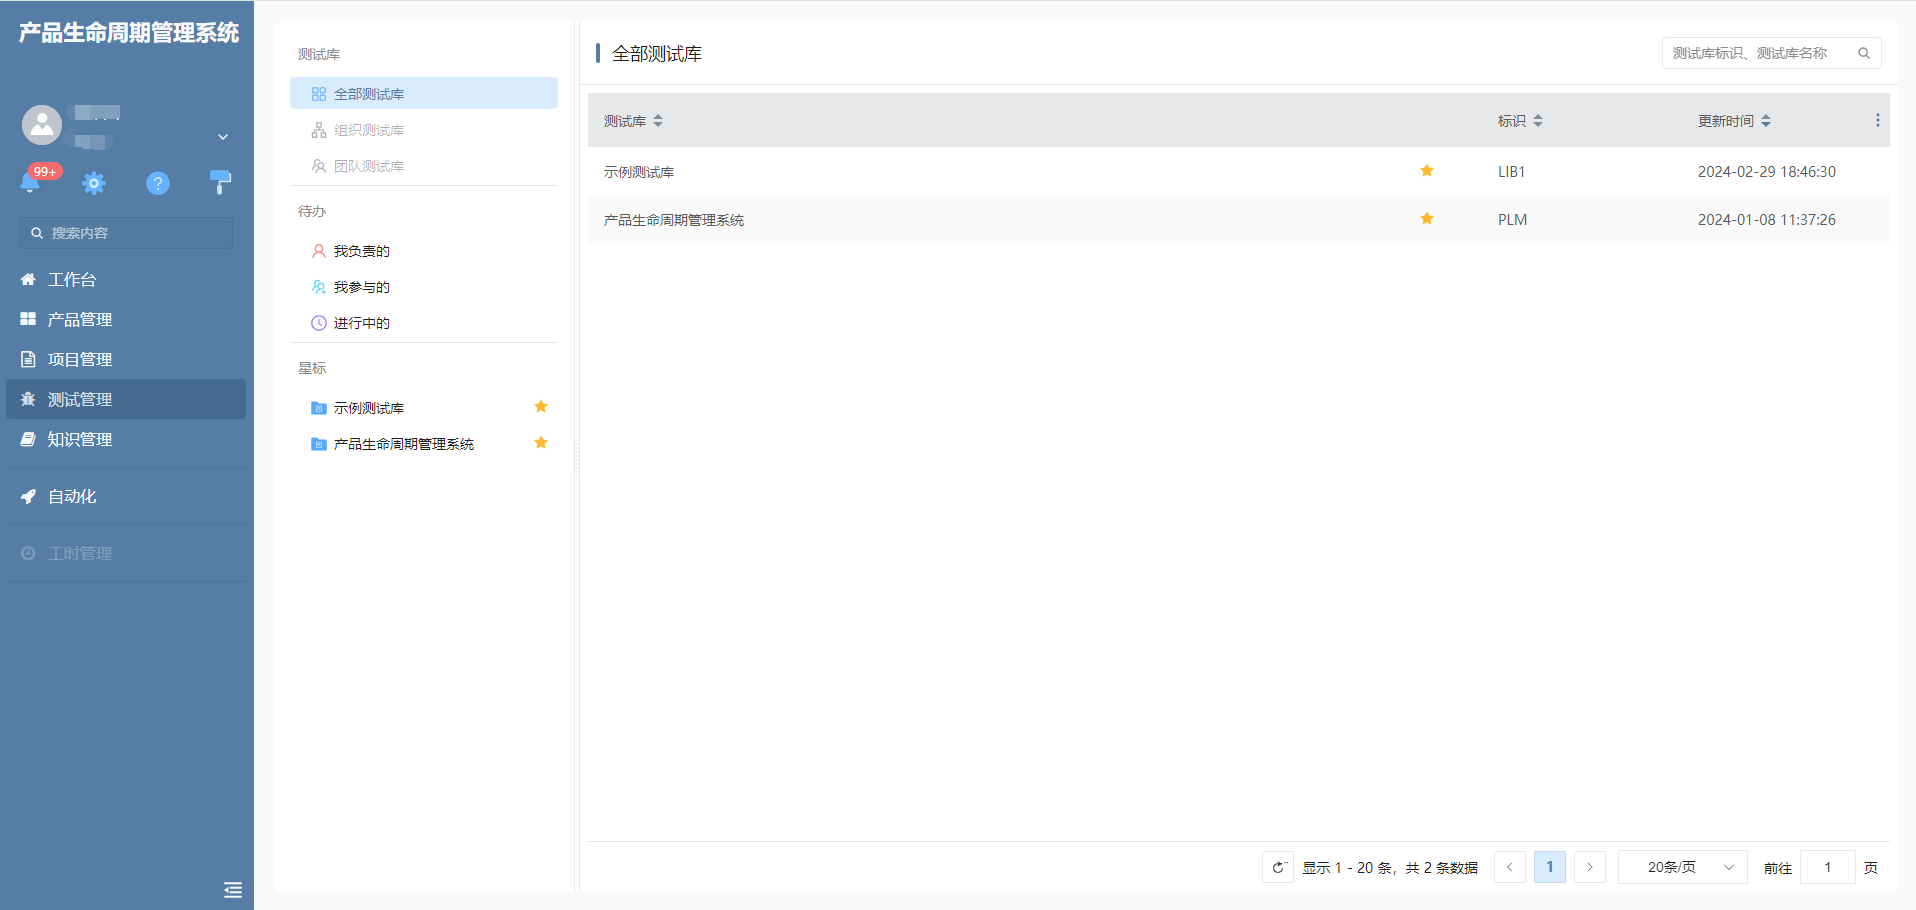 产品生命周期管理系统
99+
?
搜索内容
工作台
产品管理
项目管理
测试管理
知识管理
自动化
工时管理
测试库
全部测试库
组织测试库
团队测试库
待办
我负责的
我参与的
进行中的
星标
示例测试库
产品生命周期管理系统
全部测试库
测试库标识、测试库名称
测试库 标识 更新时间
示例测试库 LIB1 2024-02-29 18:46:30
产品生命周期管理系统 PLM 2024-01-08 11:37:26
显示 1 - 20 条，共 2 条数据 1 20条/页 前往 1 页